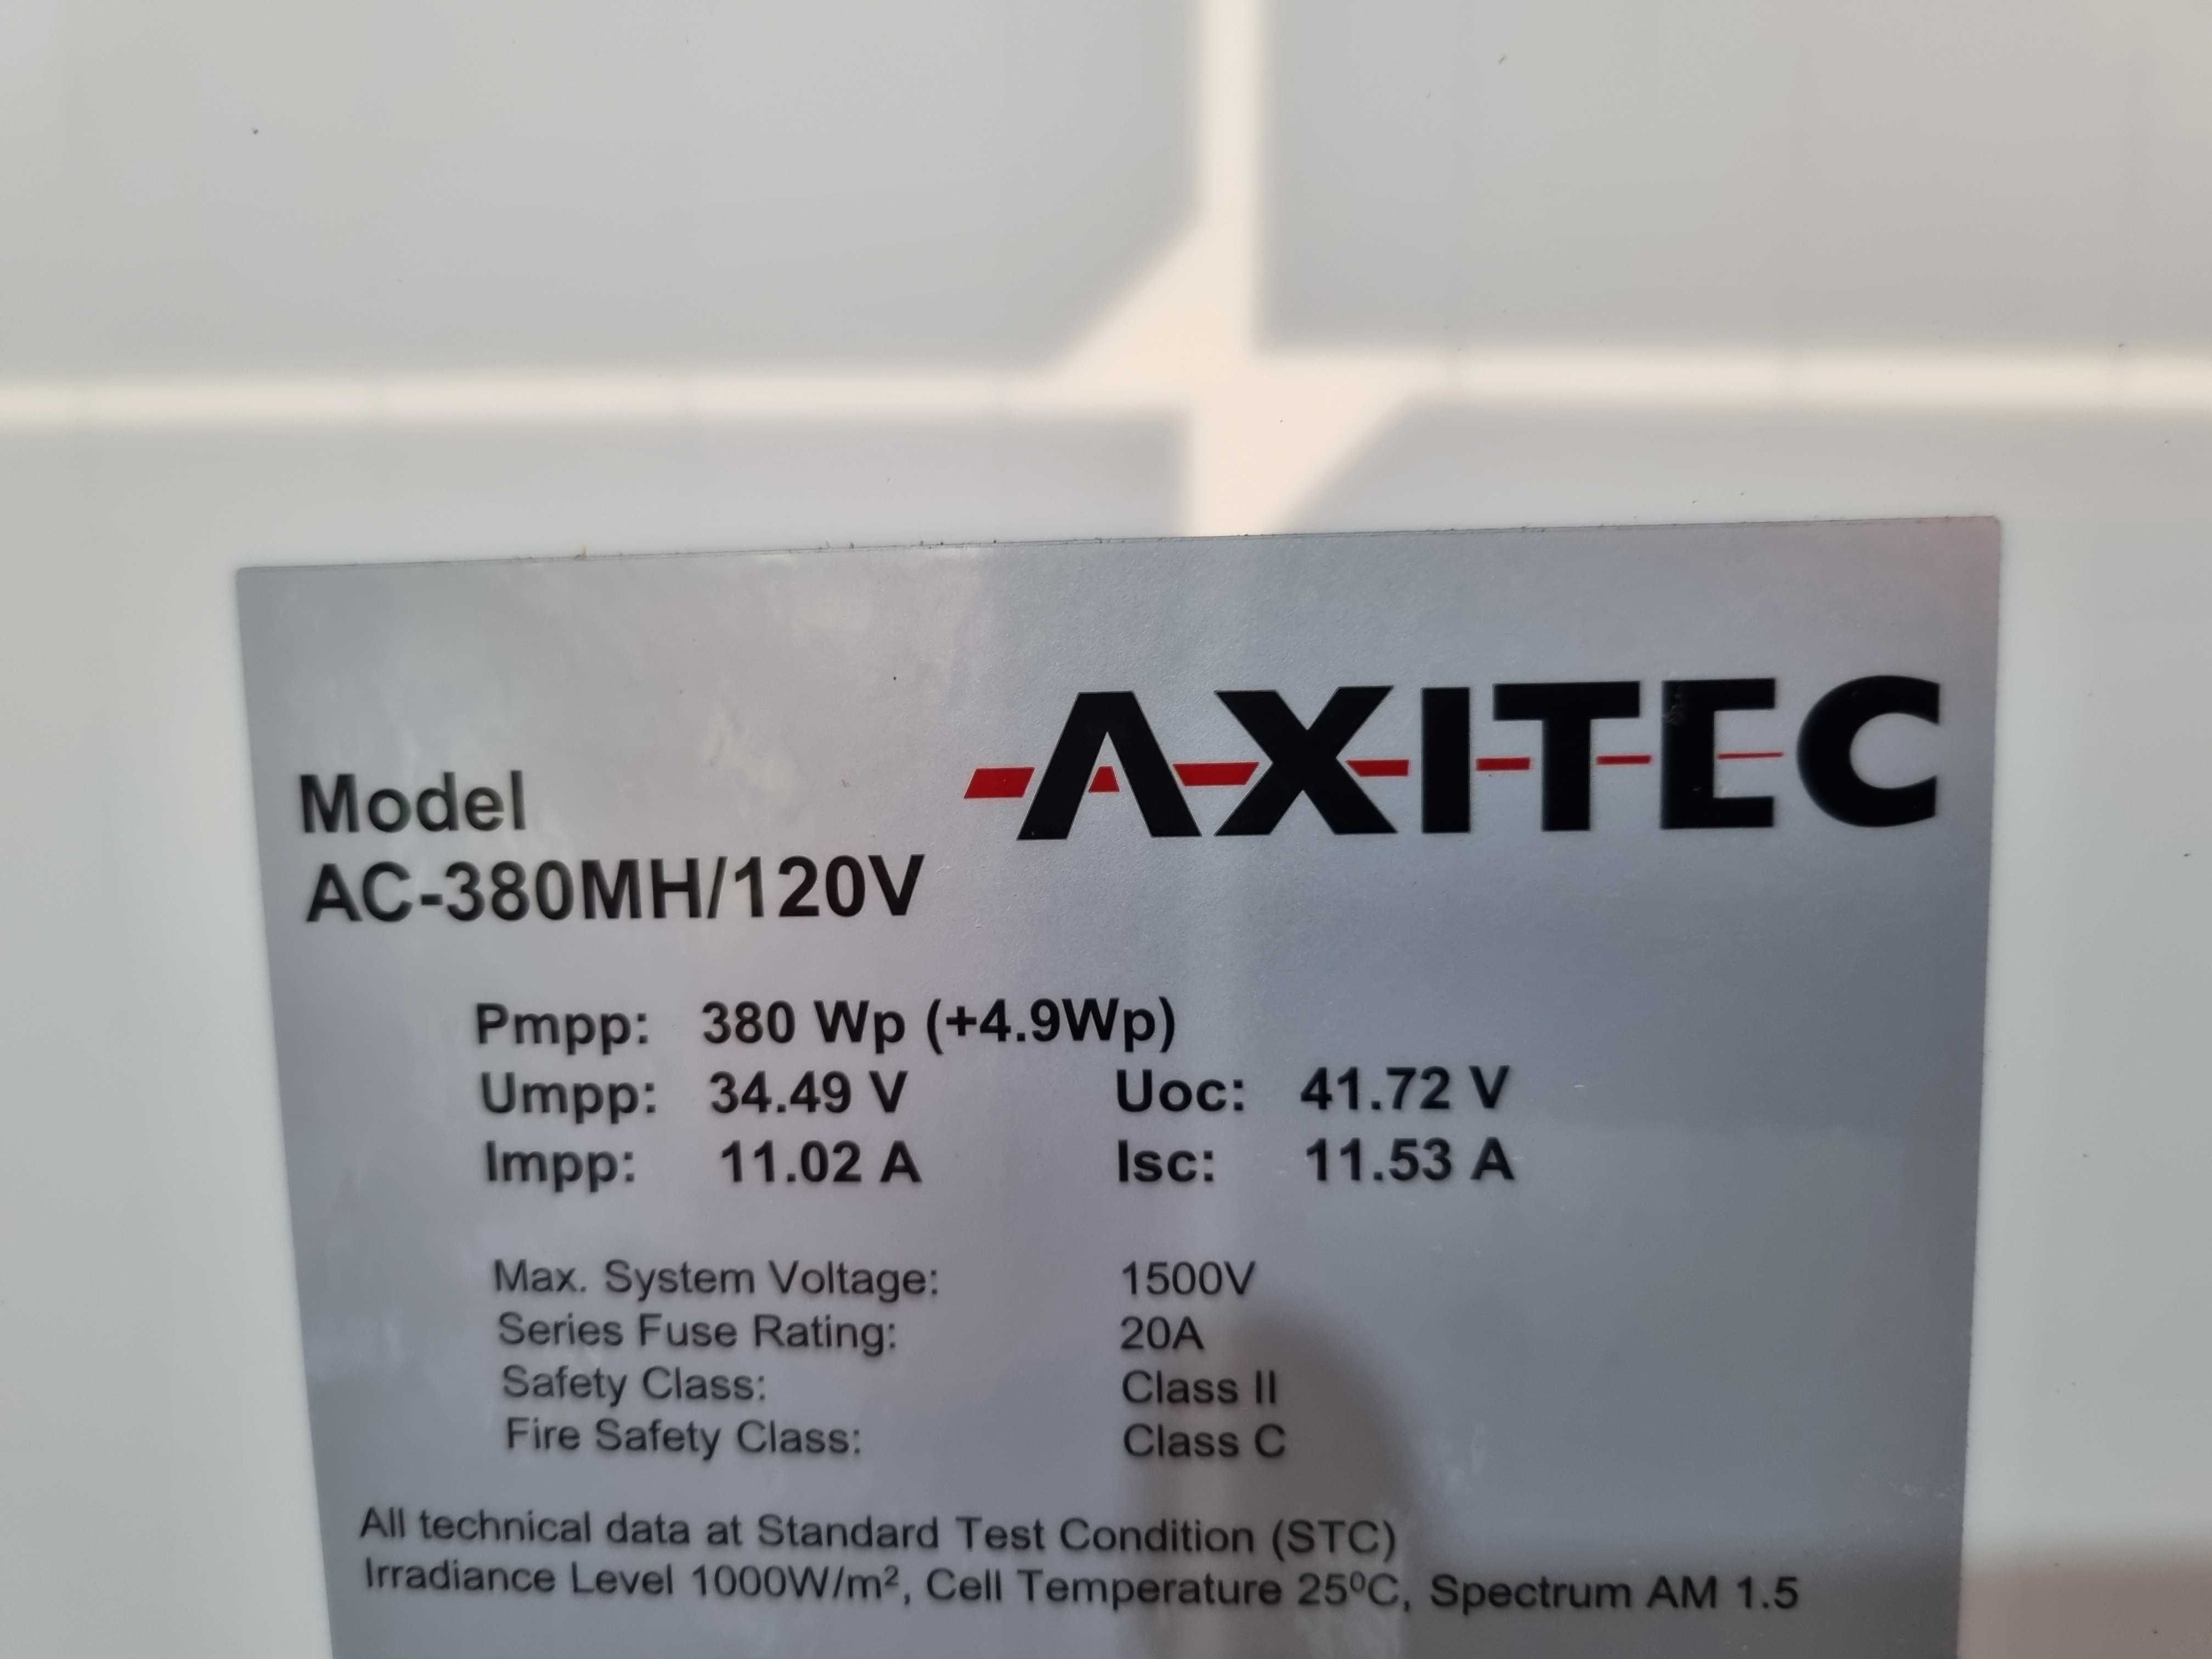 AXITEC
Model
AC-380MH/120V
Pmpp: 380 Wp (+4.9Wp)
Umpp: 34.49 V Uoc: 41.72 V
Impp: 11.02 A Isc: 11.53 A
Max. System Voltage: 1500V
Series Fuse Rating: 20A
Safety Class: Class II
Fire Safety Class: Class C
All technical data at Standard Test Condition (STC)
Irradiance Level 1000W/m², Cell Temperature 25⁰C, Spectrum AM 1.5